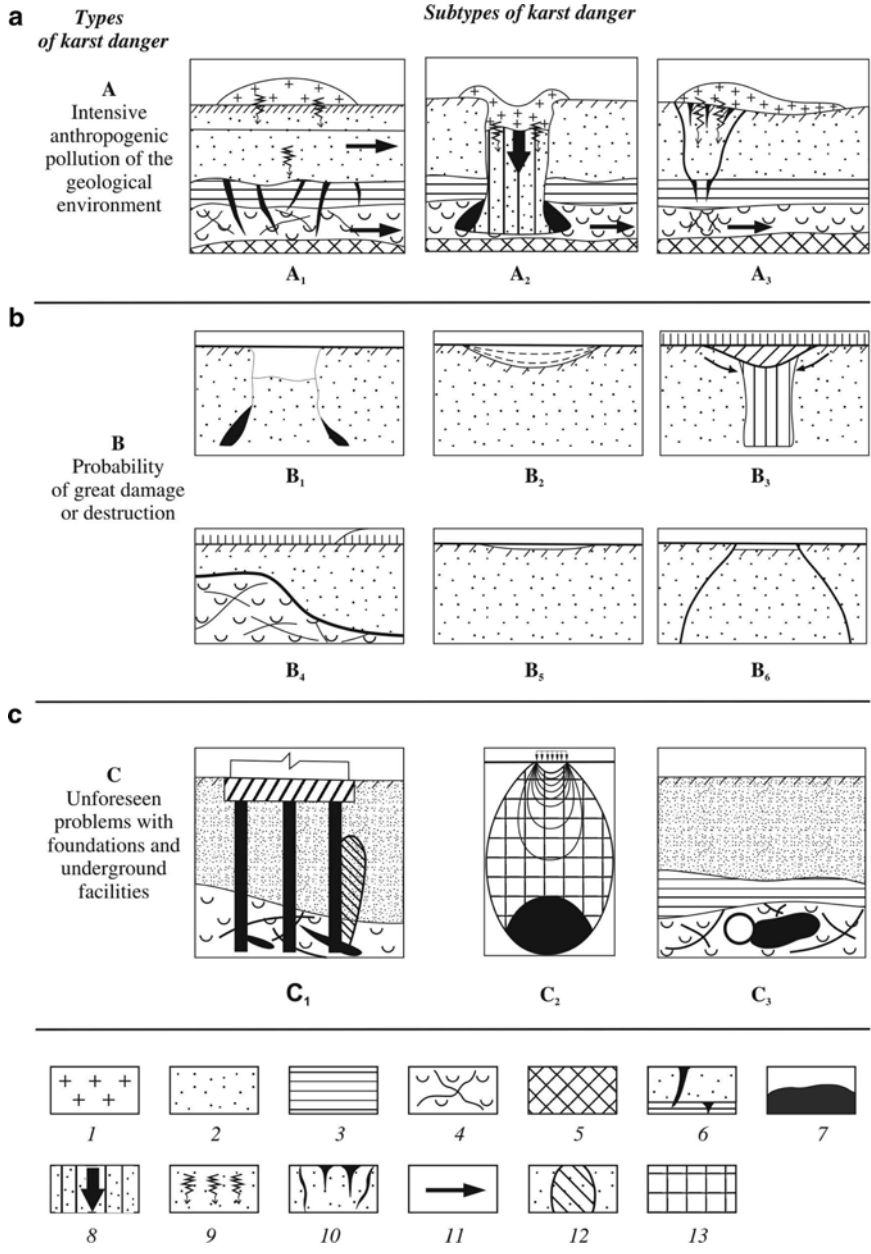 a
Types
of karst danger
Subtypes of karst danger
A
Intensive
anthropogenic
pollution of the
geological
environment
A₁
A₂
A₃
b
B
Probability
of great damage
or destruction
B₁
B₂
B₃
B₄
B₅
B₆
c
C
Unforeseen
problems with
foundations and
underground
facilities
C₁
C₂
C₃
1
2
3
4
5
6
7
8
9
10
11
12
13